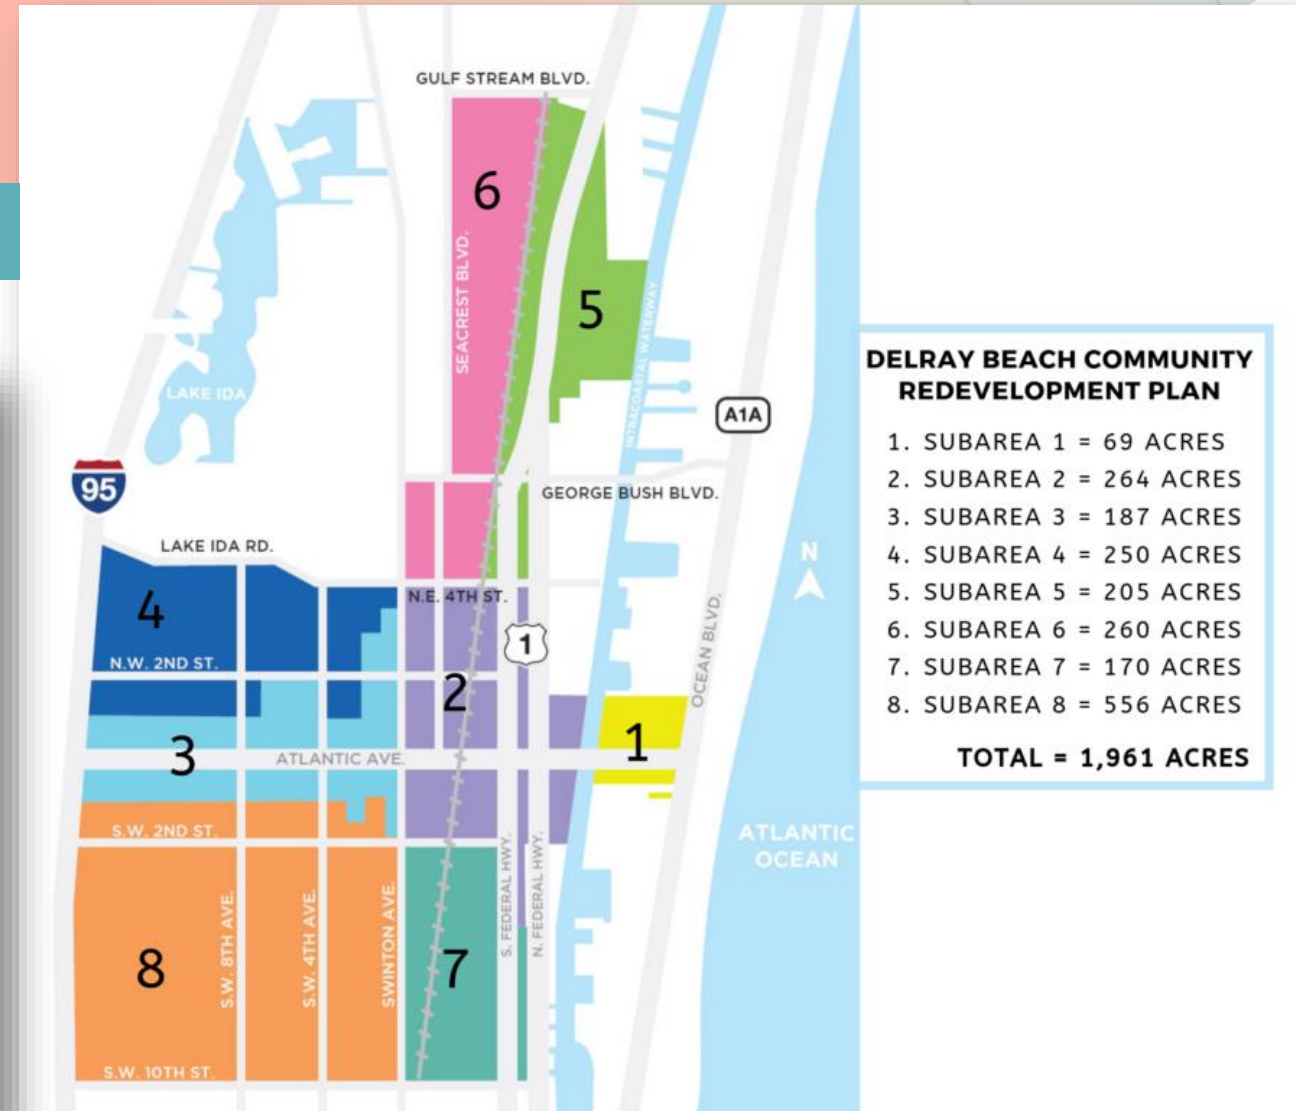 GULF STREAM BLVD.
6
SEACREST BLVD.
5
INTRACOASTAL WATERWAY
LAKE IDA
A1A
95
GEORGE BUSH BLVD.
LAKE IDA RD.
N
4
N.E. 4TH ST.
1
OCEAN BLVD.
N.W. 2ND ST.
2
3
ATLANTIC AVE.
1
S.W. 2ND ST.
ATLANTIC
OCEAN
S.W. 8TH AVE.
S.W. 4TH AVE.
SWINTON AVE.
S. FEDERAL HWY.
N. FEDERAL HWY.
8
7
S.W. 10TH ST.
DELRAY BEACH COMMUNITY
REDEVELOPMENT PLAN
1. SUBAREA 1 = 69 ACRES
2. SUBAREA 2 = 264 ACRES
3. SUBAREA 3 = 187 ACRES
4. SUBAREA 4 = 250 ACRES
5. SUBAREA 5 = 205 ACRES
6. SUBAREA 6 = 260 ACRES
7. SUBAREA 7 = 170 ACRES
8. SUBAREA 8 = 556 ACRES
TOTAL = 1,961 ACRES